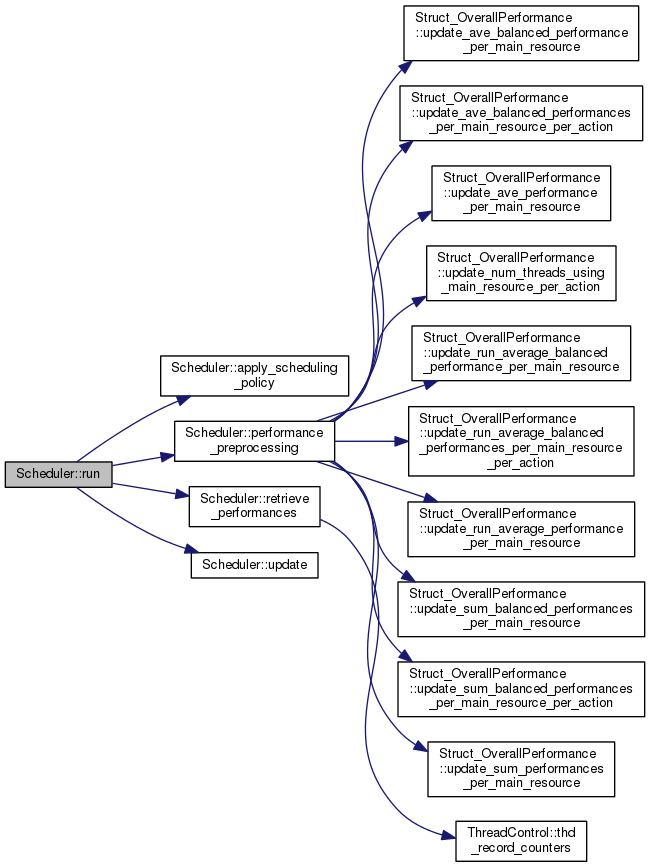 Struct_OverallPerformance
::update_ave_balanced_performance
_per_main_resource
Struct_OverallPerformance
::update_ave_balanced_performances
_per_main_resource_per_action
Struct_OverallPerformance
::update_ave_performance
_per_main_resource
Struct_OverallPerformance
::update_num_threads_using
_main_resource_per_action
Struct_OverallPerformance
::update_run_average_balanced
_performance_per_main_resource
Scheduler::apply_scheduling
_policy
Scheduler::performance
_preprocessing
Struct_OverallPerformance
::update_run_average_balanced
_performances_per_main_resource
_per_action
Scheduler::run
Scheduler::retrieve
_performances
Struct_OverallPerformance
::update_run_average_performance
_per_main_resource
Scheduler::update
Struct_OverallPerformance
::update_sum_balanced_performances
_per_main_resource
Struct_OverallPerformance
::update_sum_balanced_performances
_per_main_resource_per_action
Struct_OverallPerformance
::update_sum_performances
_per_main_resource
ThreadControl::thd
_record_counters